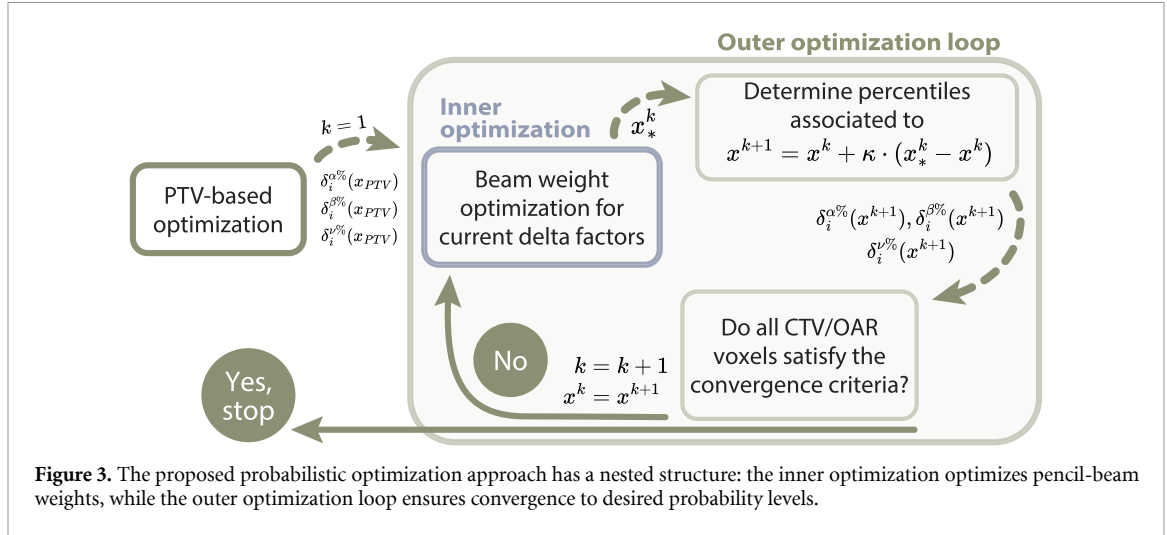 Outer optimization loop
Inner
optimization
k = 1
PTV-based
optimization
δ_i^{α%}(x_{PTV})
δ_i^{β%}(x_{PTV})
δ_i^{ν%}(x_{PTV})
Beam weight
optimization for
current delta factors
x_*^k
Determine percentiles
associated to
x^{k+1} = x^k + κ · (x_*^k − x^k)
δ_i^{α%}(x^{k+1}), δ_i^{β%}(x^{k+1})
δ_i^{ν%}(x^{k+1})
Do all CTV/OAR
voxels satisfy the
convergence criteria?
No
k = k + 1
x^k = x^{k+1}
Yes,
stop
Figure 3. The proposed probabilistic optimization approach has a nested structure: the inner optimization optimizes pencil-beam
weights, while the outer optimization loop ensures convergence to desired probability levels.